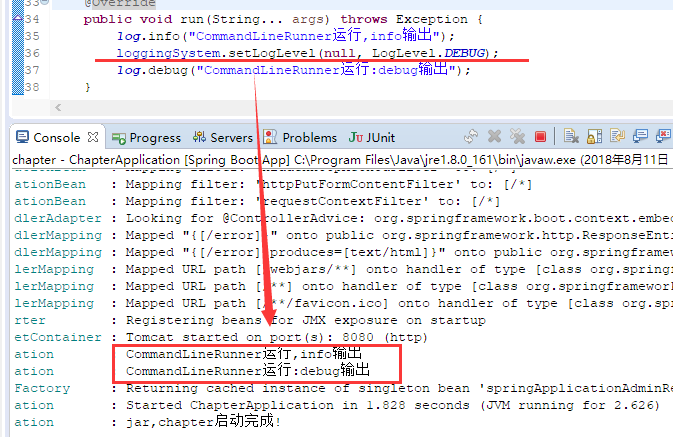 33 @Override
34 public void run(String... args) throws Exception {
35 log.info("CommandLineRunner运行,info输出");
36 loggingSystem.setLogLevel(null, LogLevel.DEBUG);
37 log.debug("CommandLineRunner运行:debug输出");
38 }
Console Progress Servers Problems JUnit
chapter - ChapterApplication [Spring Boot App] C:\Program Files\Java\jre1.8.0_161\bin\javaw.exe (2018年8月11日
ationBean : Mapping filter: 'httpPutFormContentFilter' to: [/*]
ationBean : Mapping filter: 'requestContextFilter' to: [/*]
dlerAdapter : Looking for @ControllerAdvice: org.springframework.boot.context.embed
dlerMapping : Mapped "{[/error]}" onto public org.springframework.http.ResponseEnti
dlerMapping : Mapped "{[/error],produces=[text/html]}" onto public org.springframew
lerMapping : Mapped URL path [/webjars/**] onto handler of type [class org.spring
lerMapping : Mapped URL path [/**] onto handler of type [class org.springframework
lerMapping : Mapped URL path [/**/favicon.ico] onto handler of type [class org.spr
rter : Registering beans for JMX exposure on startup
etContainer : Tomcat started on port(s): 8080 (http)
ation CommandLineRunner运行,info输出
ation CommandLineRunner运行:debug输出
Factory : Returning cached instance of singleton bean 'springApplicationAdminRe
ation : Started ChapterApplication in 1.828 seconds (JVM running for 2.626)
ation : jar,chapter启动完成!